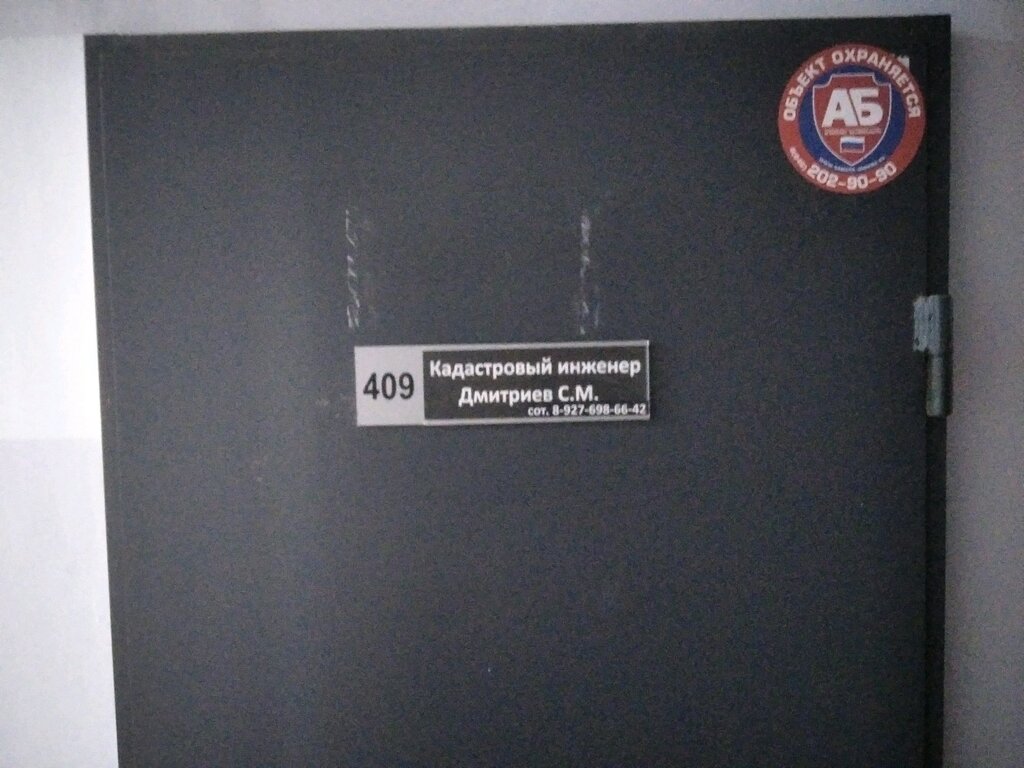 ОБЪЕКТ ОХРАНЯЕТСЯ
АБ
202-90-90
409
Кадастровый инженер
Дмитриев С.М.
сот. 8-927-698-66-42